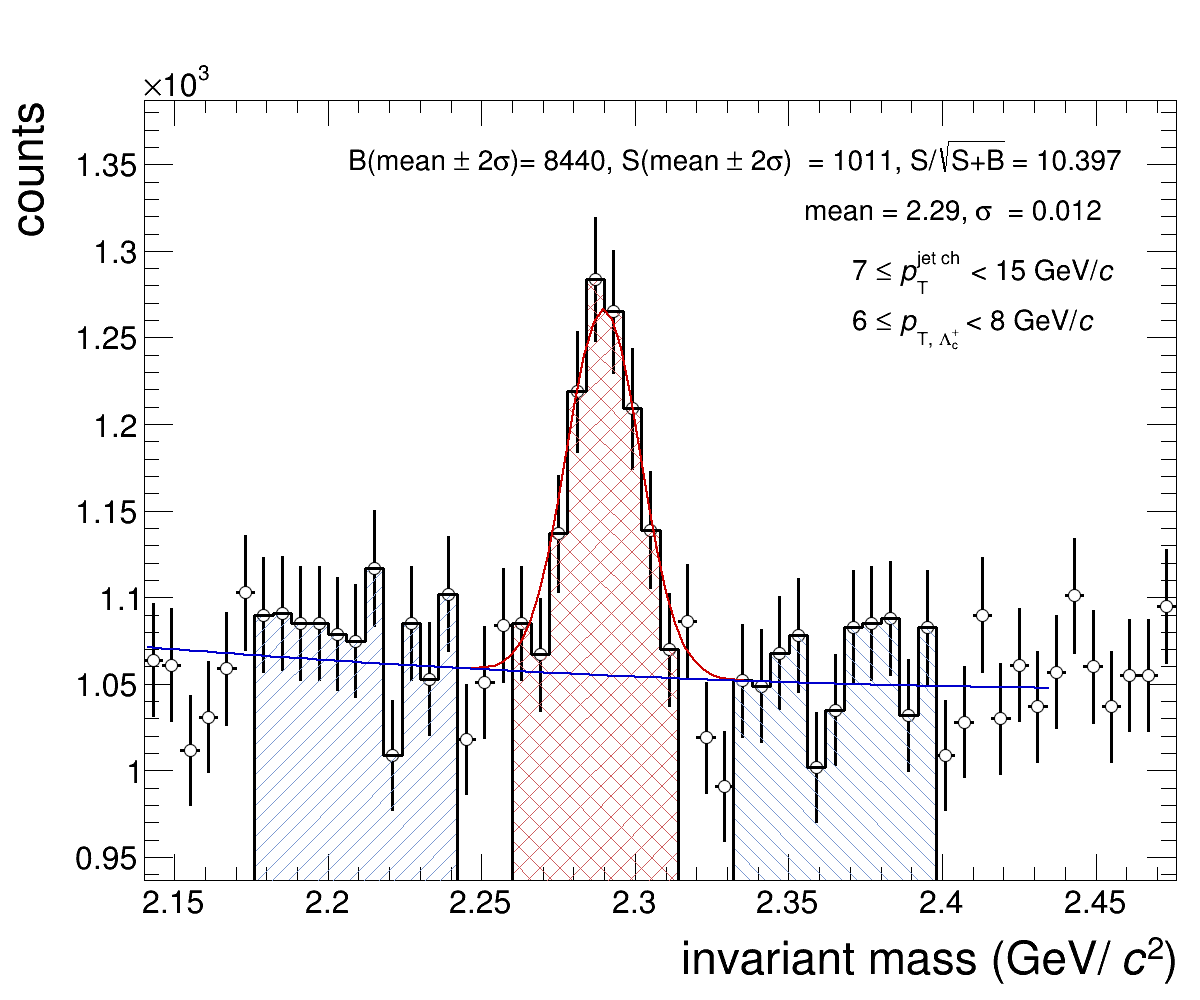 ×10³
counts
1.35
1.3
1.25
1.2
1.15
1.1
1.05
1
0.95
B(mean ± 2σ)= 8440, S(mean ± 2σ) = 1011, S/√S+B = 10.397
mean = 2.29, σ = 0.012
7 ≤ p_T^jet ch < 15 GeV/c
6 ≤ p_T, Λ_c^+ < 8 GeV/c
2.15 2.2 2.25 2.3 2.35 2.4 2.45
invariant mass (GeV/ c²)